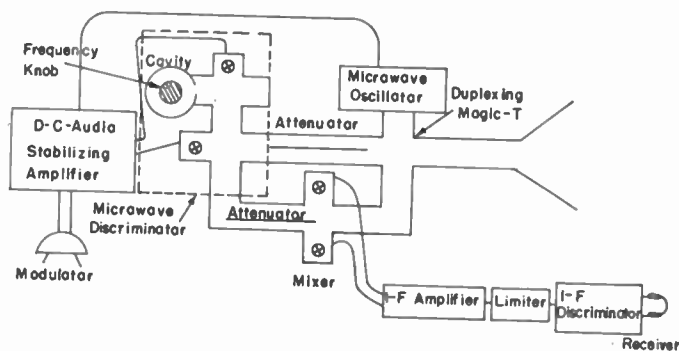 Frequency
Knob
Cavity
Microwave
Oscillator
Duplexing
Magic-T
Attenuator
D-C-Audio
Stabilizing
Amplifier
Attenuator
Microwave
Discriminator
Modulator
Mixer
I-F Amplifier
Limiter
I-F
Discriminator
Receiver